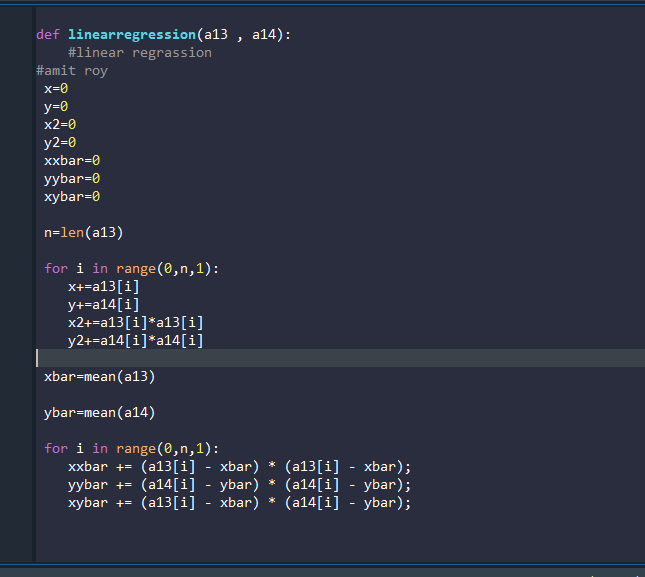 def linearregression(a13 , a14):
    #linear regrassion
#amit roy
 x=0
 y=0
 x2=0
 y2=0
 xxbar=0
 yybar=0
 xybar=0
 n=len(a13)
 for i in range(0,n,1):
    x+=a13[i]
    y+=a14[i]
    x2+=a13[i]*a13[i]
    y2+=a14[i]*a14[i]
 xbar=mean(a13)
 ybar=mean(a14)
 for i in range(0,n,1):
    xxbar += (a13[i] - xbar) * (a13[i] - xbar);
    yybar += (a14[i] - ybar) * (a14[i] - ybar);
    xybar += (a13[i] - xbar) * (a14[i] - ybar);